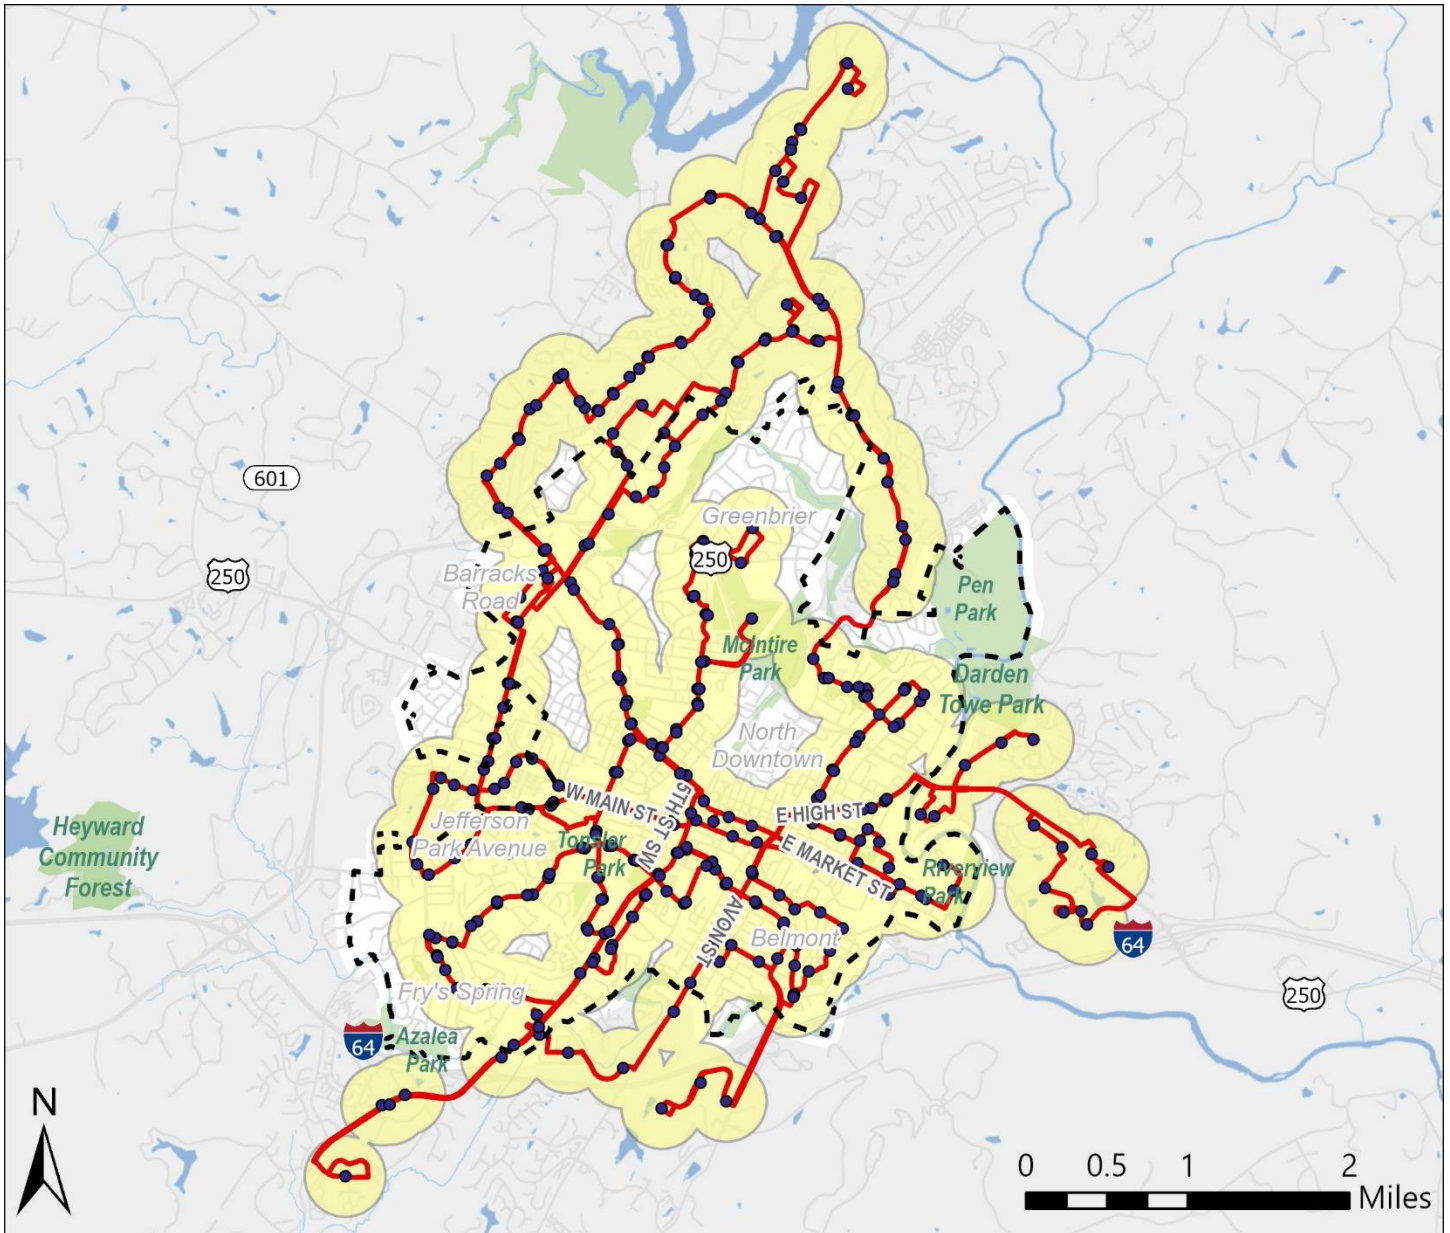 Greenbrier
250
601
250
Barracks
Road
Pen
Park
McIntire
Park
Darden
Towe Park
North
Downtown
W MAIN ST
5TH ST SW
E HIGH ST
Jefferson
Park Avenue
Tonsler
Park
E MARKET ST
Heyward
Community
Forest
Riverview
Park
AVON ST
Belmont
64
250
Fry's Spring
64
Azalea
Park
N
0 0.5 1 2
Miles